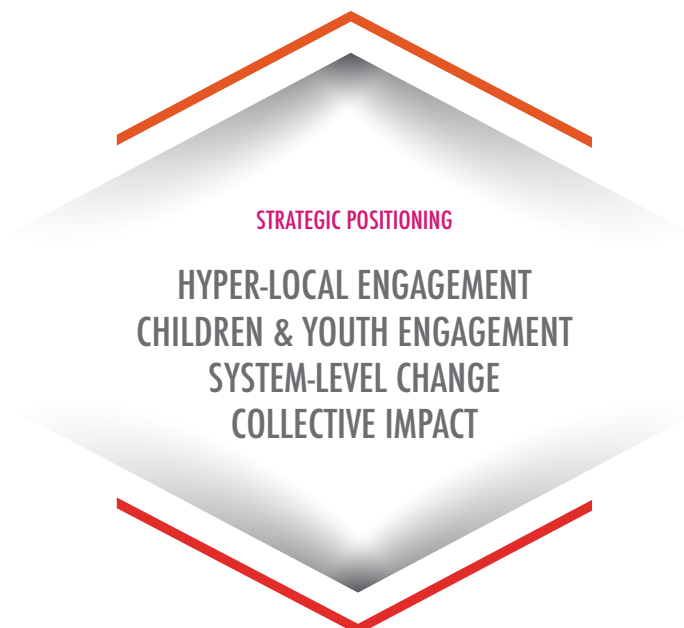 STRATEGIC POSITIONING
HYPER-LOCAL ENGAGEMENT
CHILDREN & YOUTH ENGAGEMENT
SYSTEM-LEVEL CHANGE
COLLECTIVE IMPACT